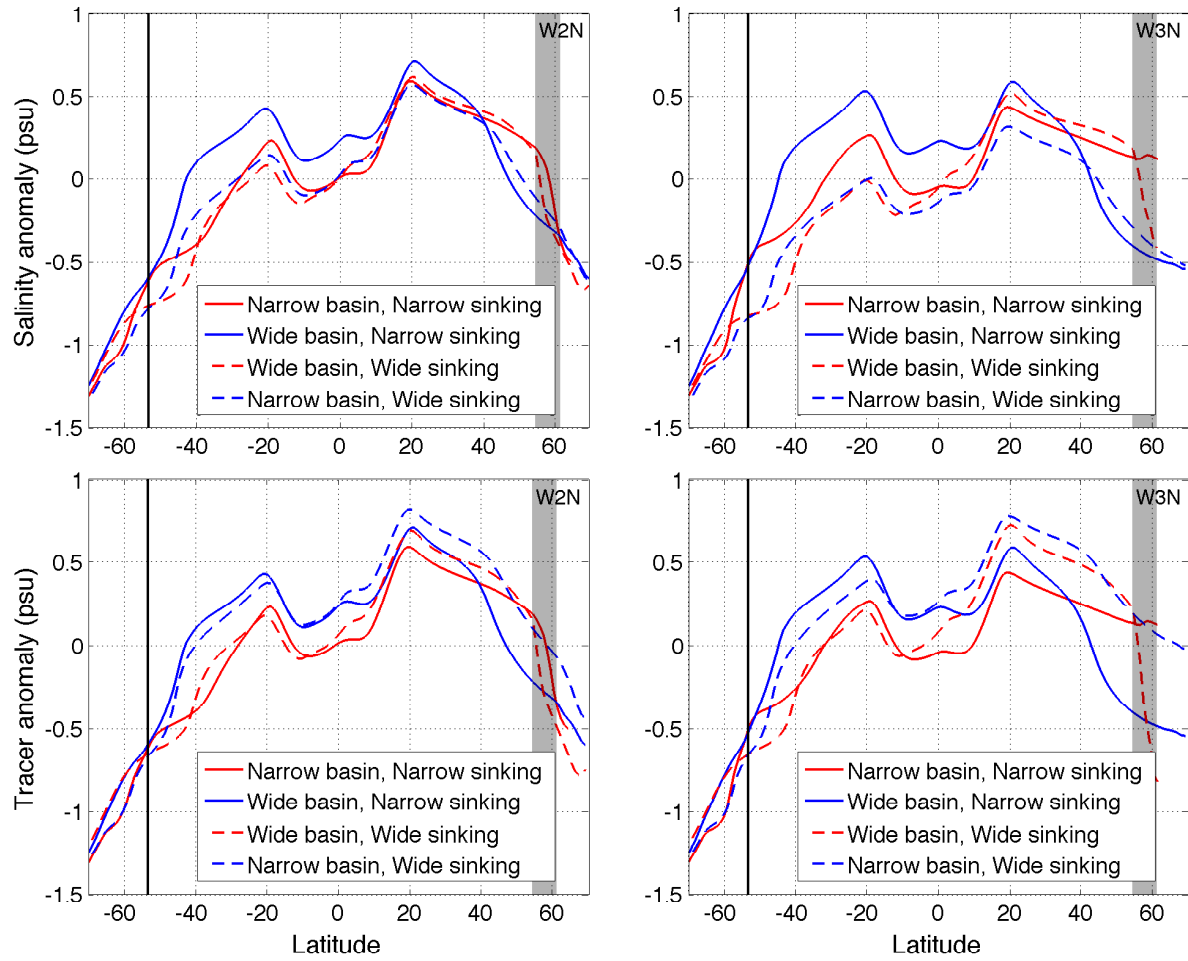 W2N
1
0.5
0
-0.5
-1
-1.5
Salinity anomaly (psu)
Narrow basin, Narrow sinking
Wide basin, Narrow sinking
Wide basin, Wide sinking
Narrow basin, Wide sinking
-60 -40 -20 0 20 40 60
W3N
1
0.5
0
-0.5
-1
-1.5
Narrow basin, Narrow sinking
Wide basin, Narrow sinking
Wide basin, Wide sinking
Narrow basin, Wide sinking
-60 -40 -20 0 20 40 60
W2N
1
0.5
0
-0.5
-1
-1.5
Tracer anomaly (psu)
Narrow basin, Narrow sinking
Wide basin, Narrow sinking
Wide basin, Wide sinking
Narrow basin, Wide sinking
-60 -40 -20 0 20 40 60
Latitude
W3N
1
0.5
0
-0.5
-1
-1.5
Narrow basin, Narrow sinking
Wide basin, Narrow sinking
Wide basin, Wide sinking
Narrow basin, Wide sinking
-60 -40 -20 0 20 40 60
Latitude